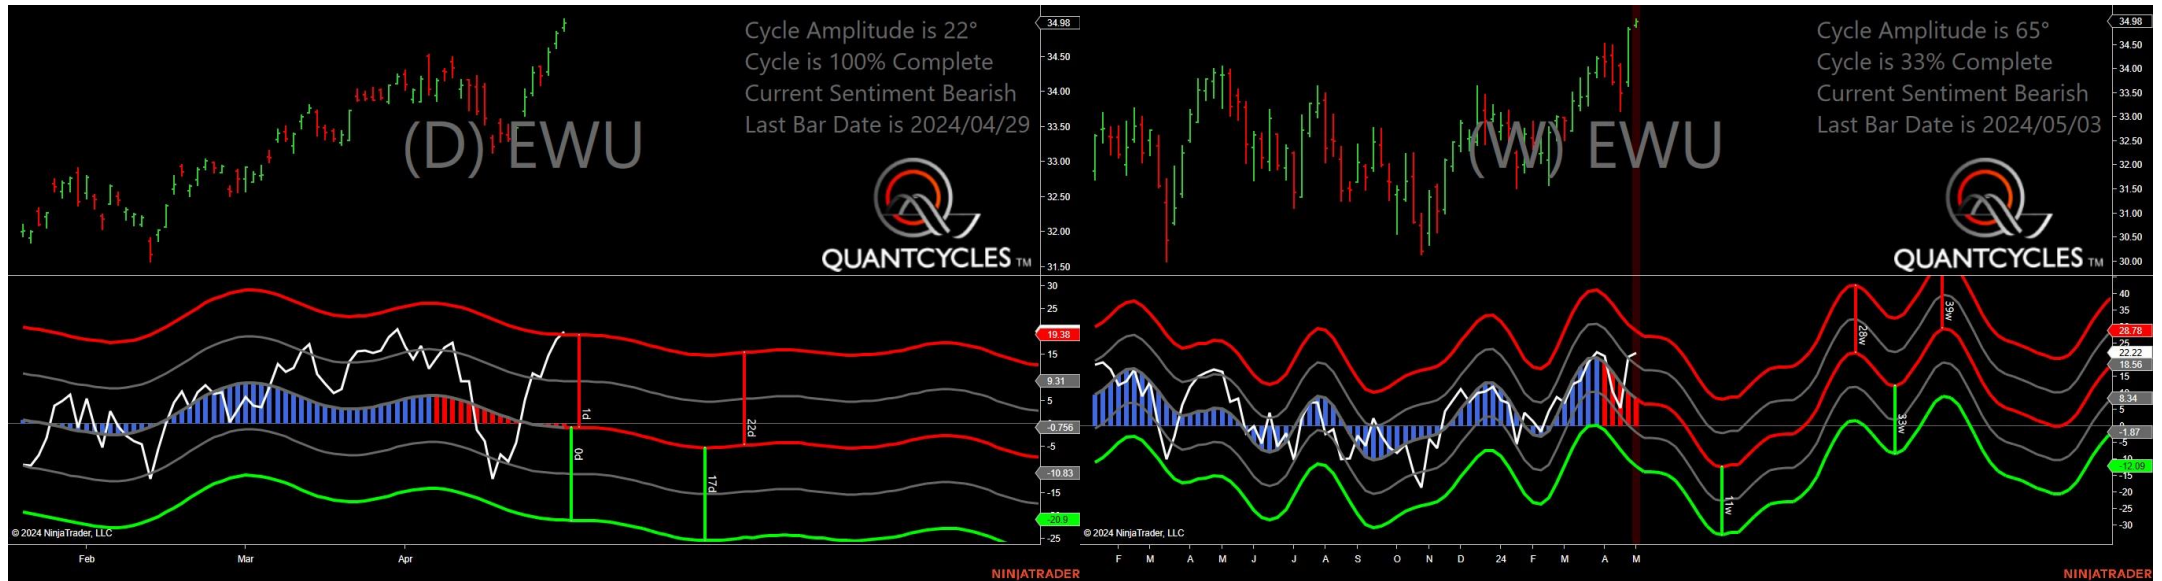 Cycle Amplitude is 22°
Cycle is 100% Complete
Current Sentiment Bearish
Last Bar Date is 2024/04/29
(D) EWU
QUANTCYCLES TM
34.98
34.50
34.00
33.50
33.00
32.50
32.00
31.50
30
25
19.38
15
9.31
5
-0.756
-5
-10.83
-15
-20.9
-25
1d
0d
22d
17d
© 2024 NinjaTrader, LLC
Feb Mar Apr
NINJATRADER
Cycle Amplitude is 65°
Cycle is 33% Complete
Current Sentiment Bearish
Last Bar Date is 2024/05/03
(W) EWU
QUANTCYCLES TM
34.98
34.50
34.00
33.50
33.00
32.50
32.00
31.50
31.00
30.50
30.00
40
35
28.78
25
22.22
18.56
15
8.34
5
-1.87
-5
-12.09
-15
-20
-25
-30
28w
39w
33w
11w
© 2024 NinjaTrader, LLC
F M A M J J A S O N D 24 F M A M
NINJATRADER